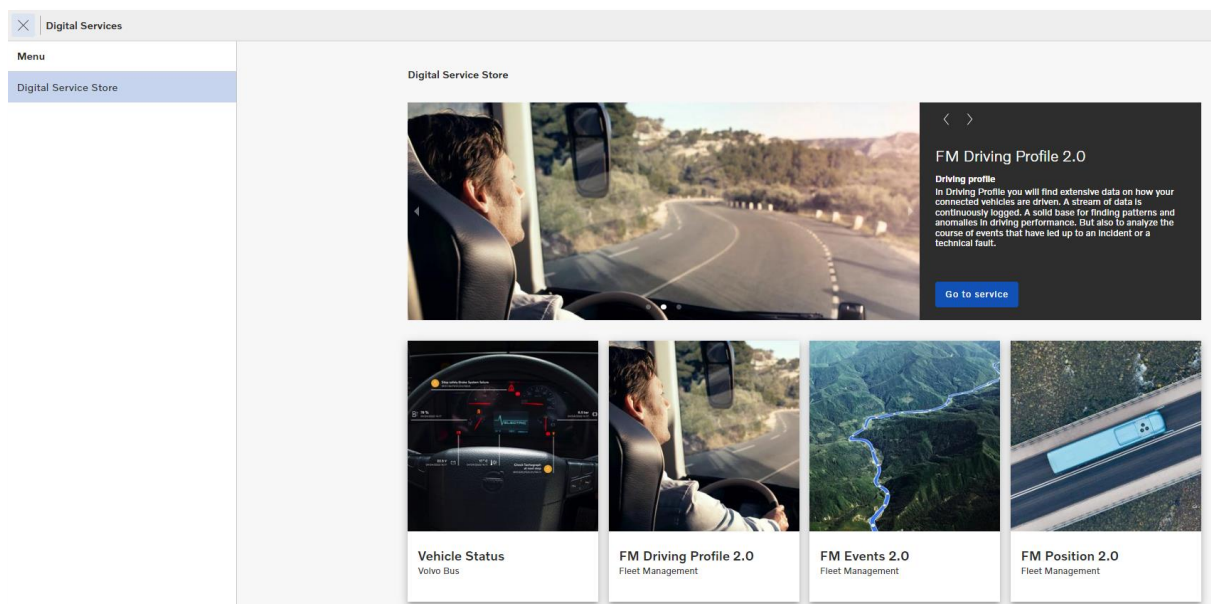 Digital Services
Menu
Digital Service Store
Digital Service Store
FM Driving Profile 2.0
Driving profile
In Driving Profile you will find extensive data on how your
connected vehicles are driven. A stream of data is
continuously logged. A solid base for finding patterns and
anomalies in driving performance. But also to analyze the
course of events that have led up to an incident or a
technical fault.
Go to service
Vehicle Status
Volvo Bus
FM Driving Profile 2.0
Fleet Management
FM Events 2.0
Fleet Management
FM Position 2.0
Fleet Management